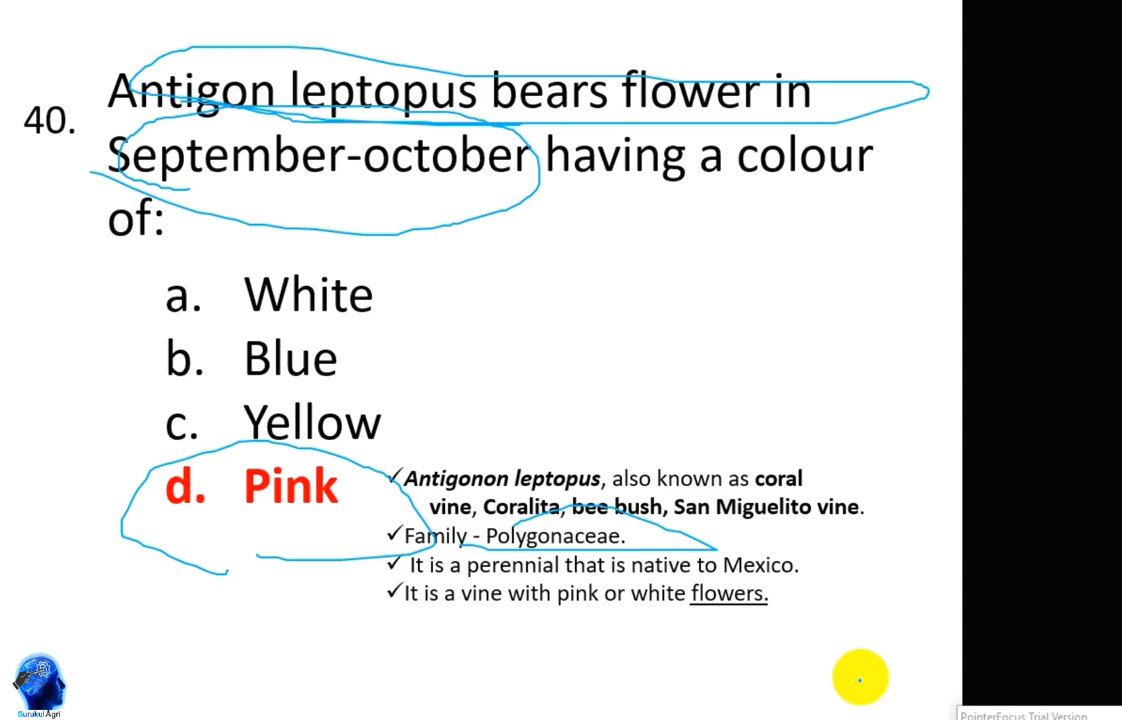 Antigon leptopus bears flower in
40.
September-october having a colour
of:
a. White
b. Blue
c. Yellow
d. Pink
✓Antigonon leptopus, also known as coral
vine, Coralita, bee bush, San Miguelito vine.
✓Family - Polygonaceae.
✓ It is a perennial that is native to Mexico.
✓It is a vine with pink or white flowers.
Gurukul Agri
PointerFocus Trial Version